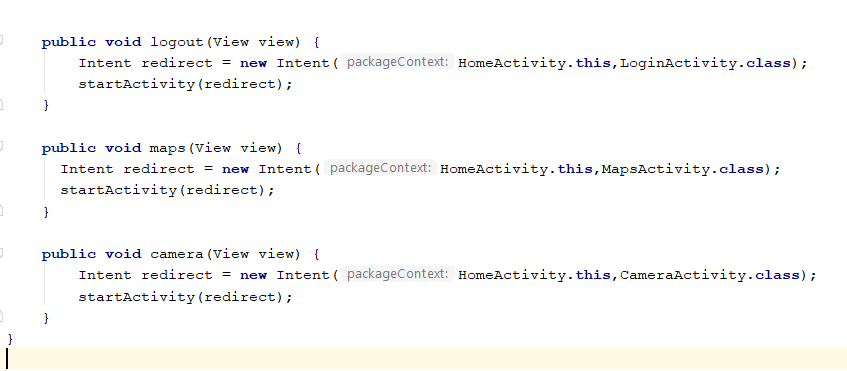 public void logout(View view) {
Intent redirect = new Intent( packageContext: HomeActivity.this,LoginActivity.class);
startActivity(redirect);
}
public void maps(View view) {
Intent redirect = new Intent( packageContext: HomeActivity.this,MapsActivity.class);
startActivity(redirect);
}
public void camera(View view) {
Intent redirect = new Intent( packageContext: HomeActivity.this,CameraActivity.class);
startActivity(redirect);
}
}